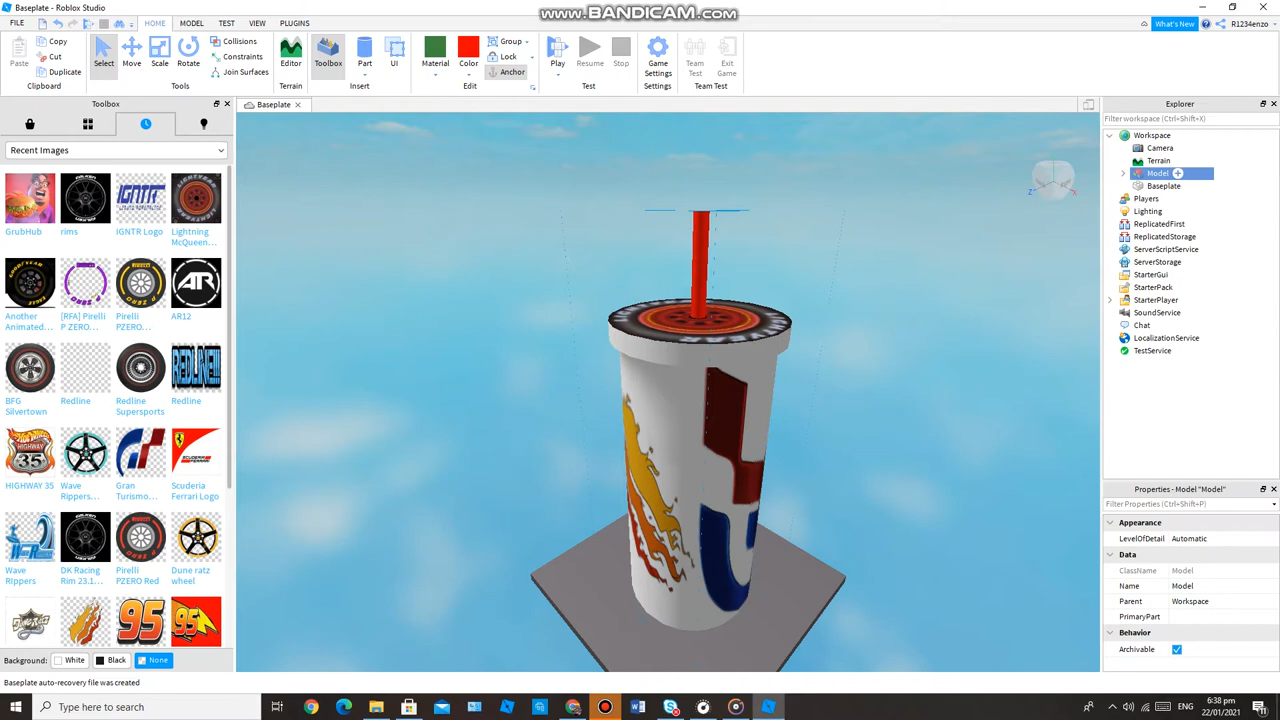 Baseplate - Roblox Studio
www.BANDICAM.com
FILE HOME MODEL TEST VIEW PLUGINS What's New R1234enzo
Paste Copy Cut Duplicate Clipboard
Select Move Scale Rotate Collisions Constraints Join Surfaces Tools
Editor Terrain
Toolbox Part UI Insert
Material Color Group Lock Anchor Edit
Play Resume Stop Test
Game Settings Settings
Team Test Exit Game Team Test
Toolbox
Baseplate
Recent Images
GrubHub rims IGNTR Logo Lightning McQueen...
Another Animated... [RFA] Pirelli P ZERO... Pirelli PZERO... AR12
BFG Silvertown Redline Redline Supersports Redline
HIGHWAY 35 Wave Rippers... Gran Turismo... Scuderia Ferrari Logo
Wave RIppers DK Racing Rim 23.1... Pirelli PZERO Red Dune ratz wheel
Background: White Black None
Baseplate auto-recovery file was created
Explorer
Filter workspace (Ctrl+Shift+X)
Workspace
Camera
Terrain
Model
Baseplate
Players
Lighting
ReplicatedFirst
ReplicatedStorage
ServerScriptService
ServerStorage
StarterGui
StarterPack
StarterPlayer
SoundService
Chat
LocalizationService
TestService
Properties - Model "Model"
Filter Properties (Ctrl+Shift+P)
Appearance
LevelOfDetail Automatic
Data
ClassName Model
Name Model
Parent Workspace
PrimaryPart
Behavior
Archivable
Z X
Type here to search
ENG
6:38 pm
22/01/2021